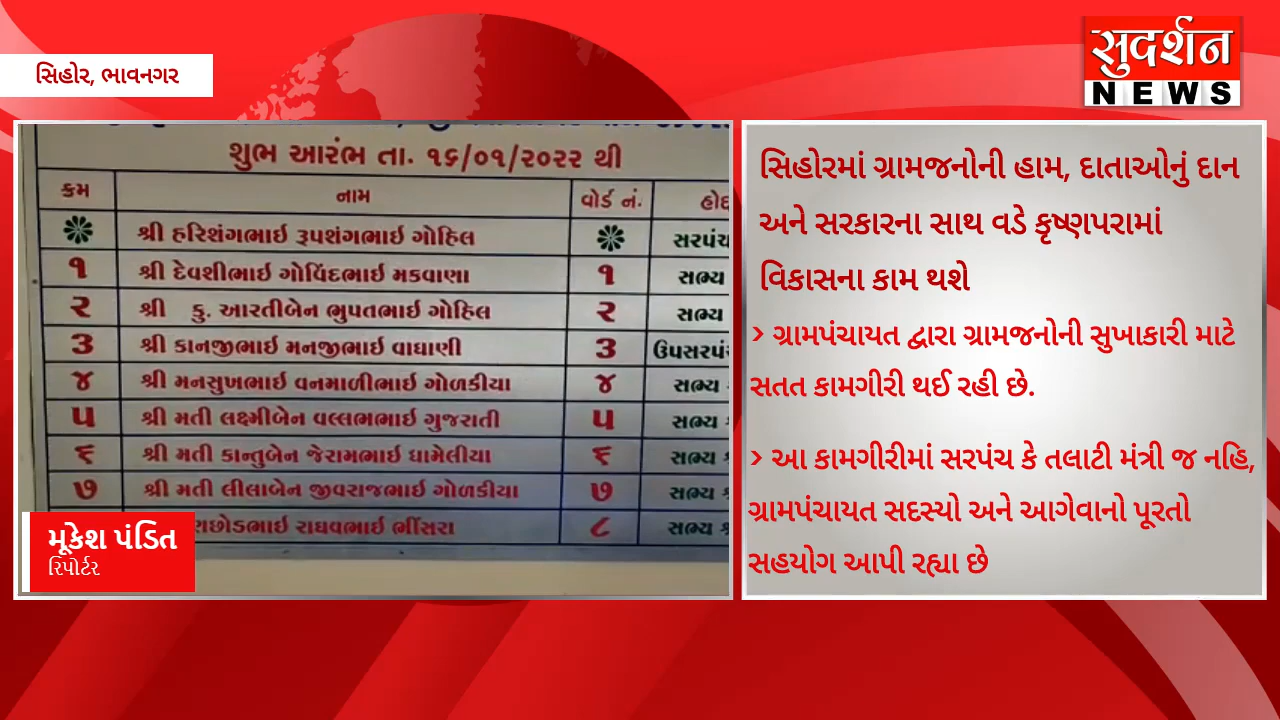 સિહોર, ભાવનગર
सुदर्शन
NEWS
શુભ આરંભ તા. ૧૬/૦૧/૨૦૨૨ થી
ક્રમ નામ વોર્ડ નં.
શ્રી હરિશંગભાઈ રૂપશંગભાઈ ગોહિલ સરપંચ
૧ શ્રી દેવશીભાઈ ગોવિંદભાઈ મકવાણા ૧ સભ્ય
૨ શ્રી કુ. આરતીબેન ભુપતભાઈ ગોહિલ ૨ સભ્ય
૩ શ્રી કાનજીભાઈ મનજીભાઈ વાઘાણી ૩
૪ શ્રી મનસુખભાઈ વનમાળીભાઈ ગોળકીયા ૪ સભ્ય
૫ શ્રી મતી લક્ષ્મીબેન વલ્લભભાઈ ગુજરાતી ૫ સભ્ય
૬ શ્રી મતી કાન્તુબેન જેરામભાઈ ધામેલીયા ૬ સભ્ય
૭ શ્રી મતી લીલાબેન જીવરાજભાઈ ગોળકીયા ૭ સભ્ય
રાઘવભાઈ ભીંસરા ૮ સભ્ય
મૂકેશ પંડિત
રિપોર્ટર
સિહોરમાં ગ્રામજનોની હામ, દાતાઓનું દાન
અને સરકારના સાથ વડે કૃષ્ણપરામાં
વિકાસના કામ થશે
> ગ્રામપંચાયત દ્વારા ગ્રામજનોની સુખાકારી માટે
સતત કામગીરી થઈ રહી છે.
> આ કામગીરીમાં સરપંચ કે તલાટી મંત્રી જ નહિ,
ગ્રામપંચાયત સદસ્યો અને આગેવાનો પૂરતો
સહયોગ આપી રહ્યા છે